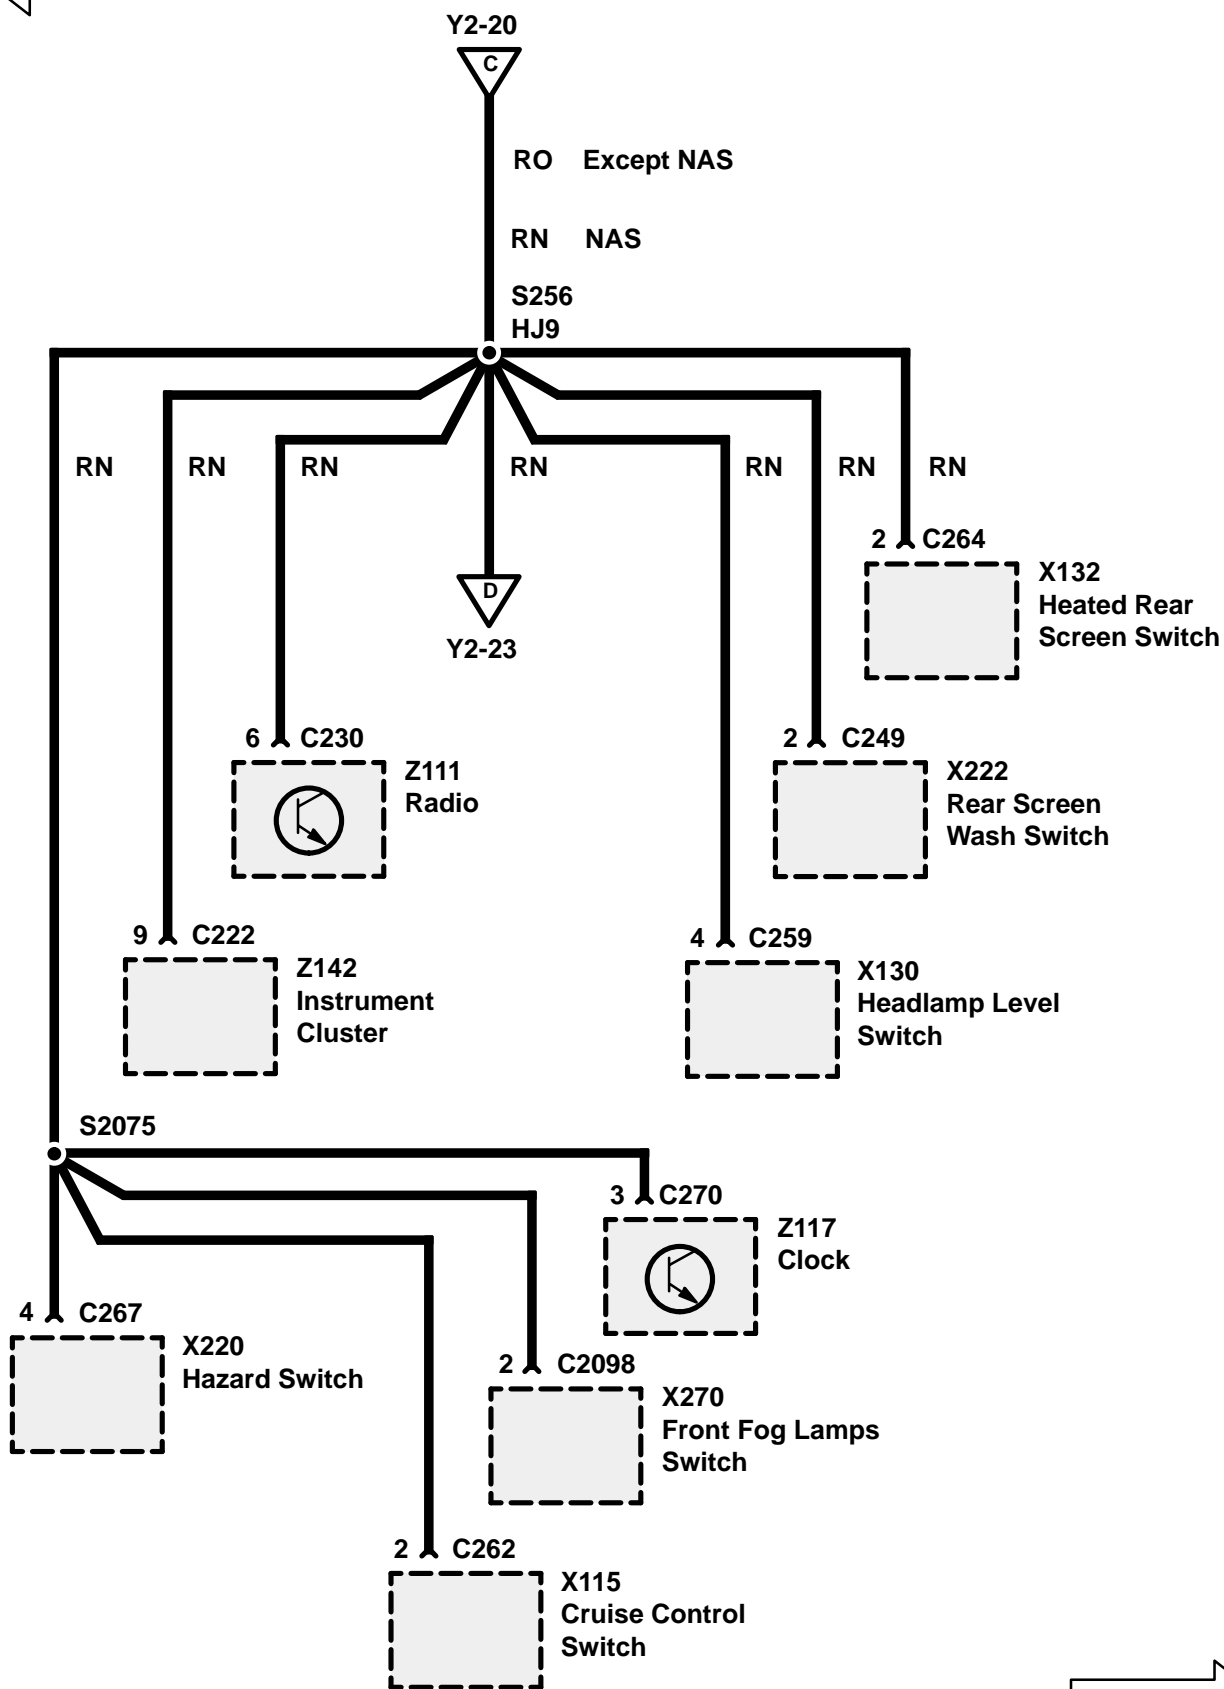 Y2-20
C
RO Except NAS
RN NAS
S256
HJ9
RN RN RN RN RN RN RN
2 C264
X132
Heated Rear
Screen Switch
D
Y2-23
6 C230
Z111
Radio
2 C249
X222
Rear Screen
Wash Switch
9 C222
Z142
Instrument
Cluster
4 C259
X130
Headlamp Level
Switch
S2075
3 C270
Z117
Clock
4 C267
X220
Hazard Switch
2 C2098
X270
Front Fog Lamps
Switch
2 C262
X115
Cruise Control
Switch